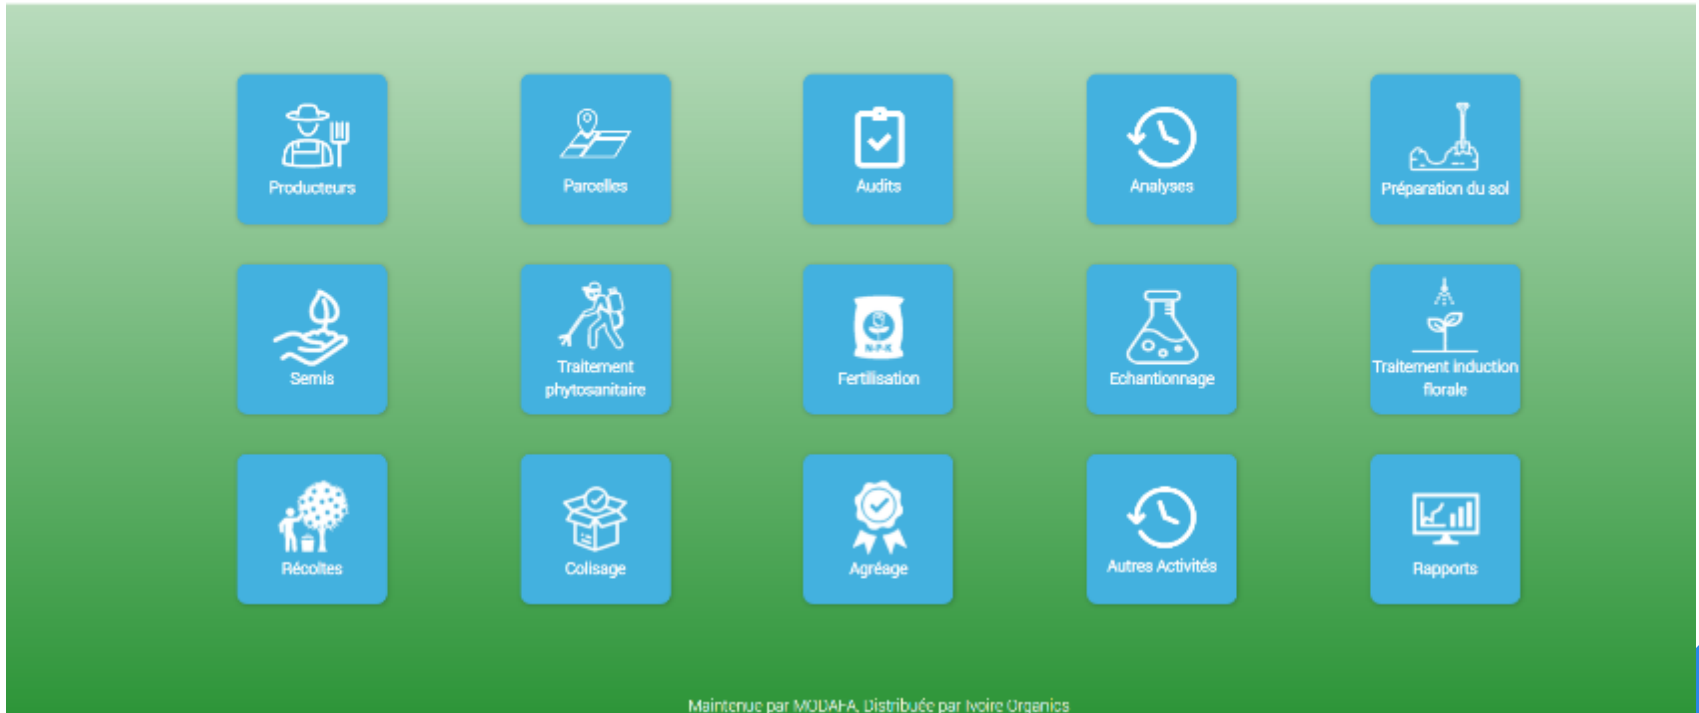 Producteurs
Parcelles
Audits
Analyses
Préparation du sol
Semis
Traitement
phytosanitaire
N-P-K
Fertilisation
Echantionnage
Traitement induction
florale
Récoltes
Colisage
Agréage
Autres Activités
Rapports
Maintenue par MODAFA, Distribuée par Ivoire Organics